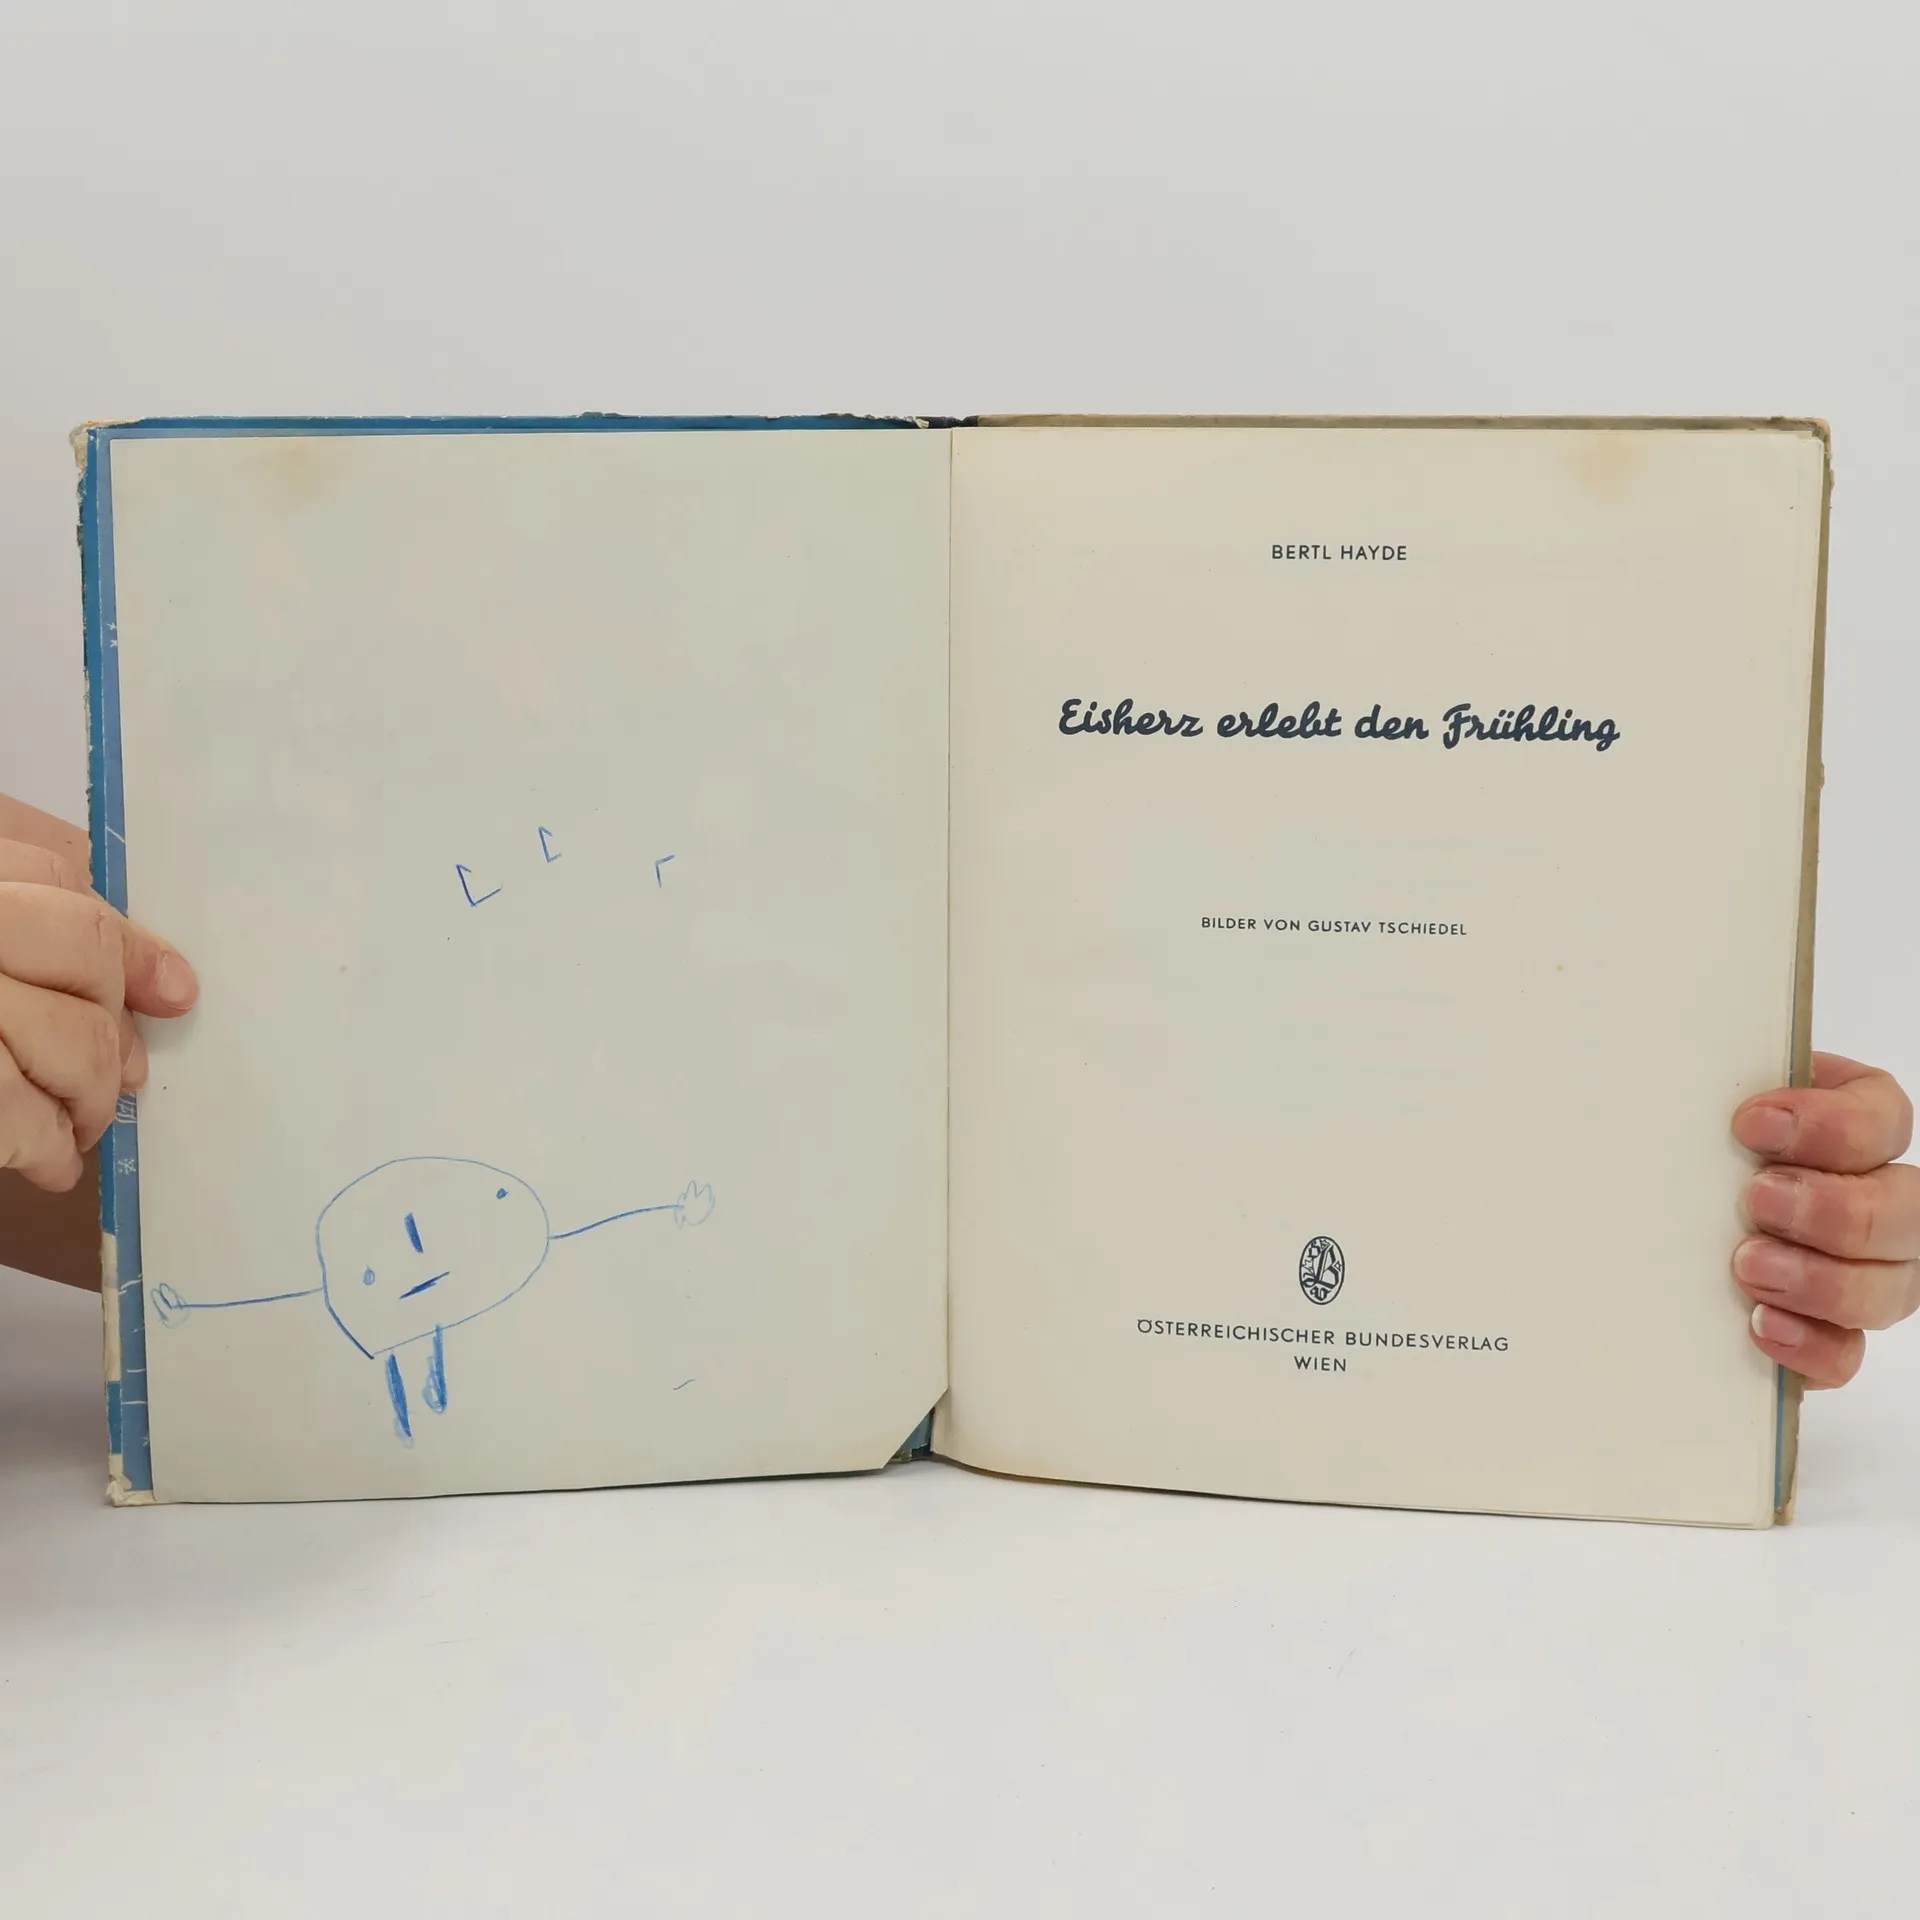 BERTL HAYDE
Eisherz erlebt den Frühling
BILDER VON GUSTAV TSCHIEDEL
ÖSTERREICHISCHER BUNDESVERLAG
WIEN